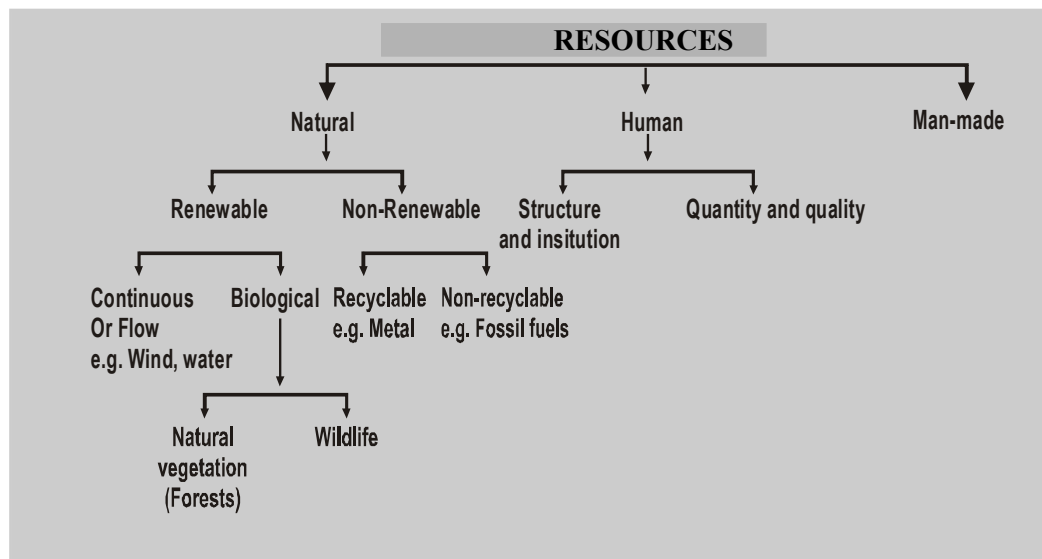 RESOURCES
Natural
Human
Man-made
Renewable
Non-Renewable
Structure
and insitution
Quantity and quality
Continuous
Or Flow
e.g. Wind, water
Biological
Recyclable
e.g. Metal
Non-recyclable
e.g. Fossil fuels
Natural
vegetation
(Forests)
Wildlife